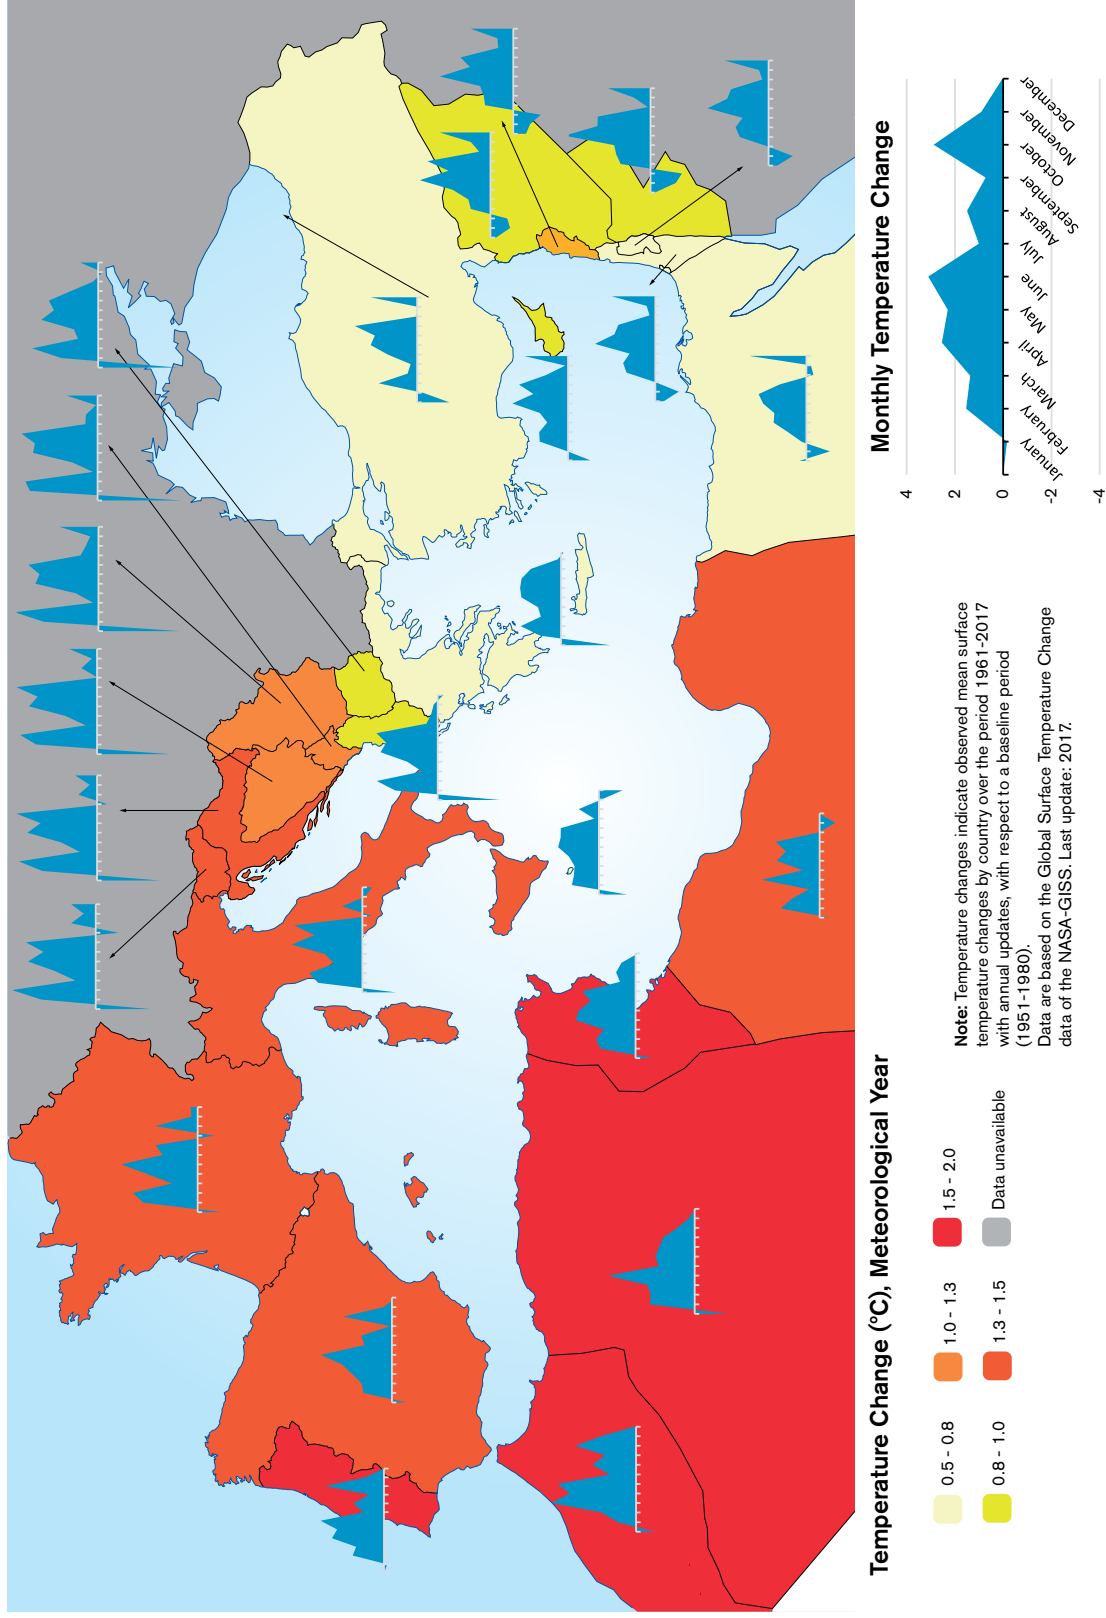 Temperature Change (°C), Meteorological Year
0.5 - 0.8
1.0 - 1.3
1.5 - 2.0
0.8 - 1.0
1.3 - 1.5
Data unavailable
Note: Temperature changes indicate observed mean surface
temperature changes by country over the period 1961-2017
with annual updates, with respect to a baseline period
(1951-1980).
Data are based on the Global Surface Temperature Change
data of the NASA-GISS. Last update: 2017.
Monthly Temperature Change
4
2
0
-2
-4
January
February
March
April
May
June
July
August
September
October
November
December